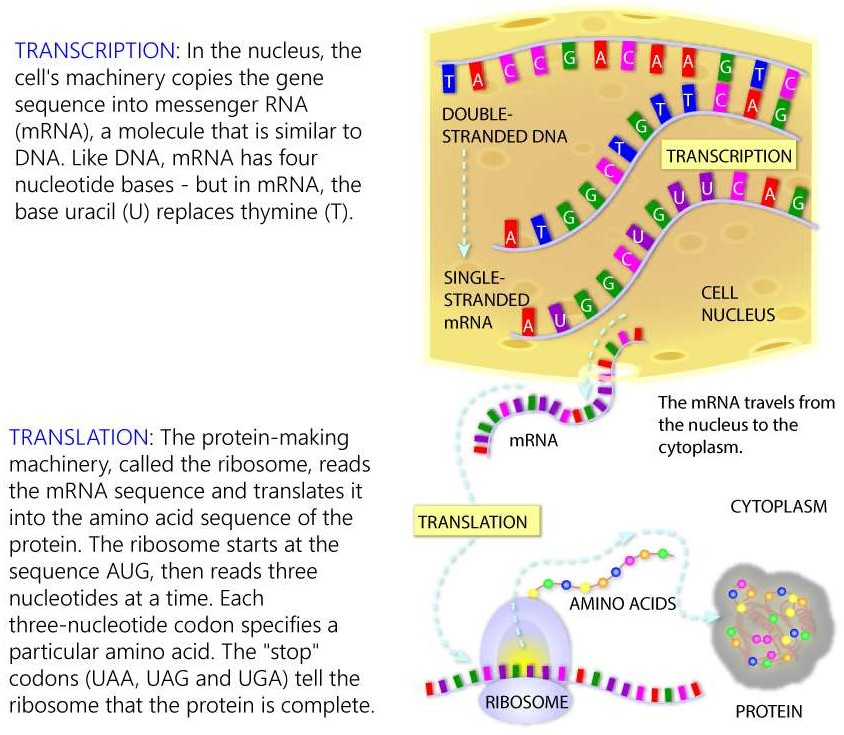 TRANSCRIPTION: In the nucleus, the
cell's machinery copies the gene
sequence into messenger RNA
(mRNA), a molecule that is similar to
DNA. Like DNA, mRNA has four
nucleotide bases - but in mRNA, the
base uracil (U) replaces thymine (T).
T A C C G A C A A G T C
DOUBLE-
STRANDED DNA
A T G G C T G T T C A G
TRANSCRIPTION
SINGLE-
STRANDED
mRNA
A U G G C U G U U C A G
CELL
NUCLEUS
mRNA
The mRNA travels from
the nucleus to the
cytoplasm.
TRANSLATION: The protein-making
machinery, called the ribosome, reads
the mRNA sequence and translates it
into the amino acid sequence of the
protein. The ribosome starts at the
sequence AUG, then reads three
nucleotides at a time. Each
three-nucleotide codon specifies a
particular amino acid. The "stop"
codons (UAA, UAG and UGA) tell the
ribosome that the protein is complete.
TRANSLATION
CYTOPLASM
AMINO ACIDS
RIBOSOME
PROTEIN